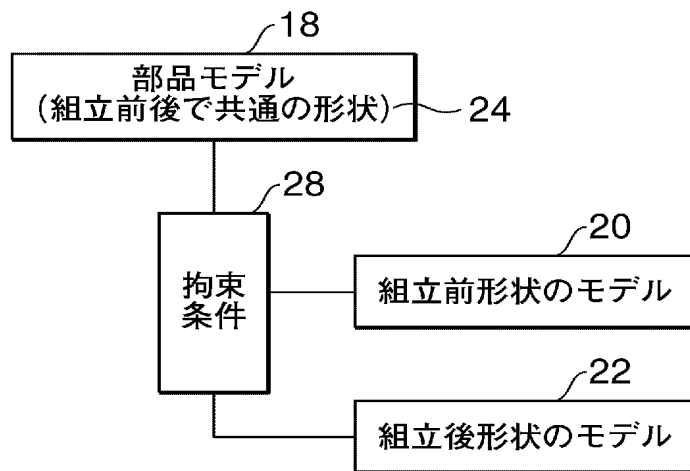 18
部品モデル
(組立前後で共通の形状)
24
28
拘束
条件
20
組立前形状のモデル
22
組立後形状のモデル